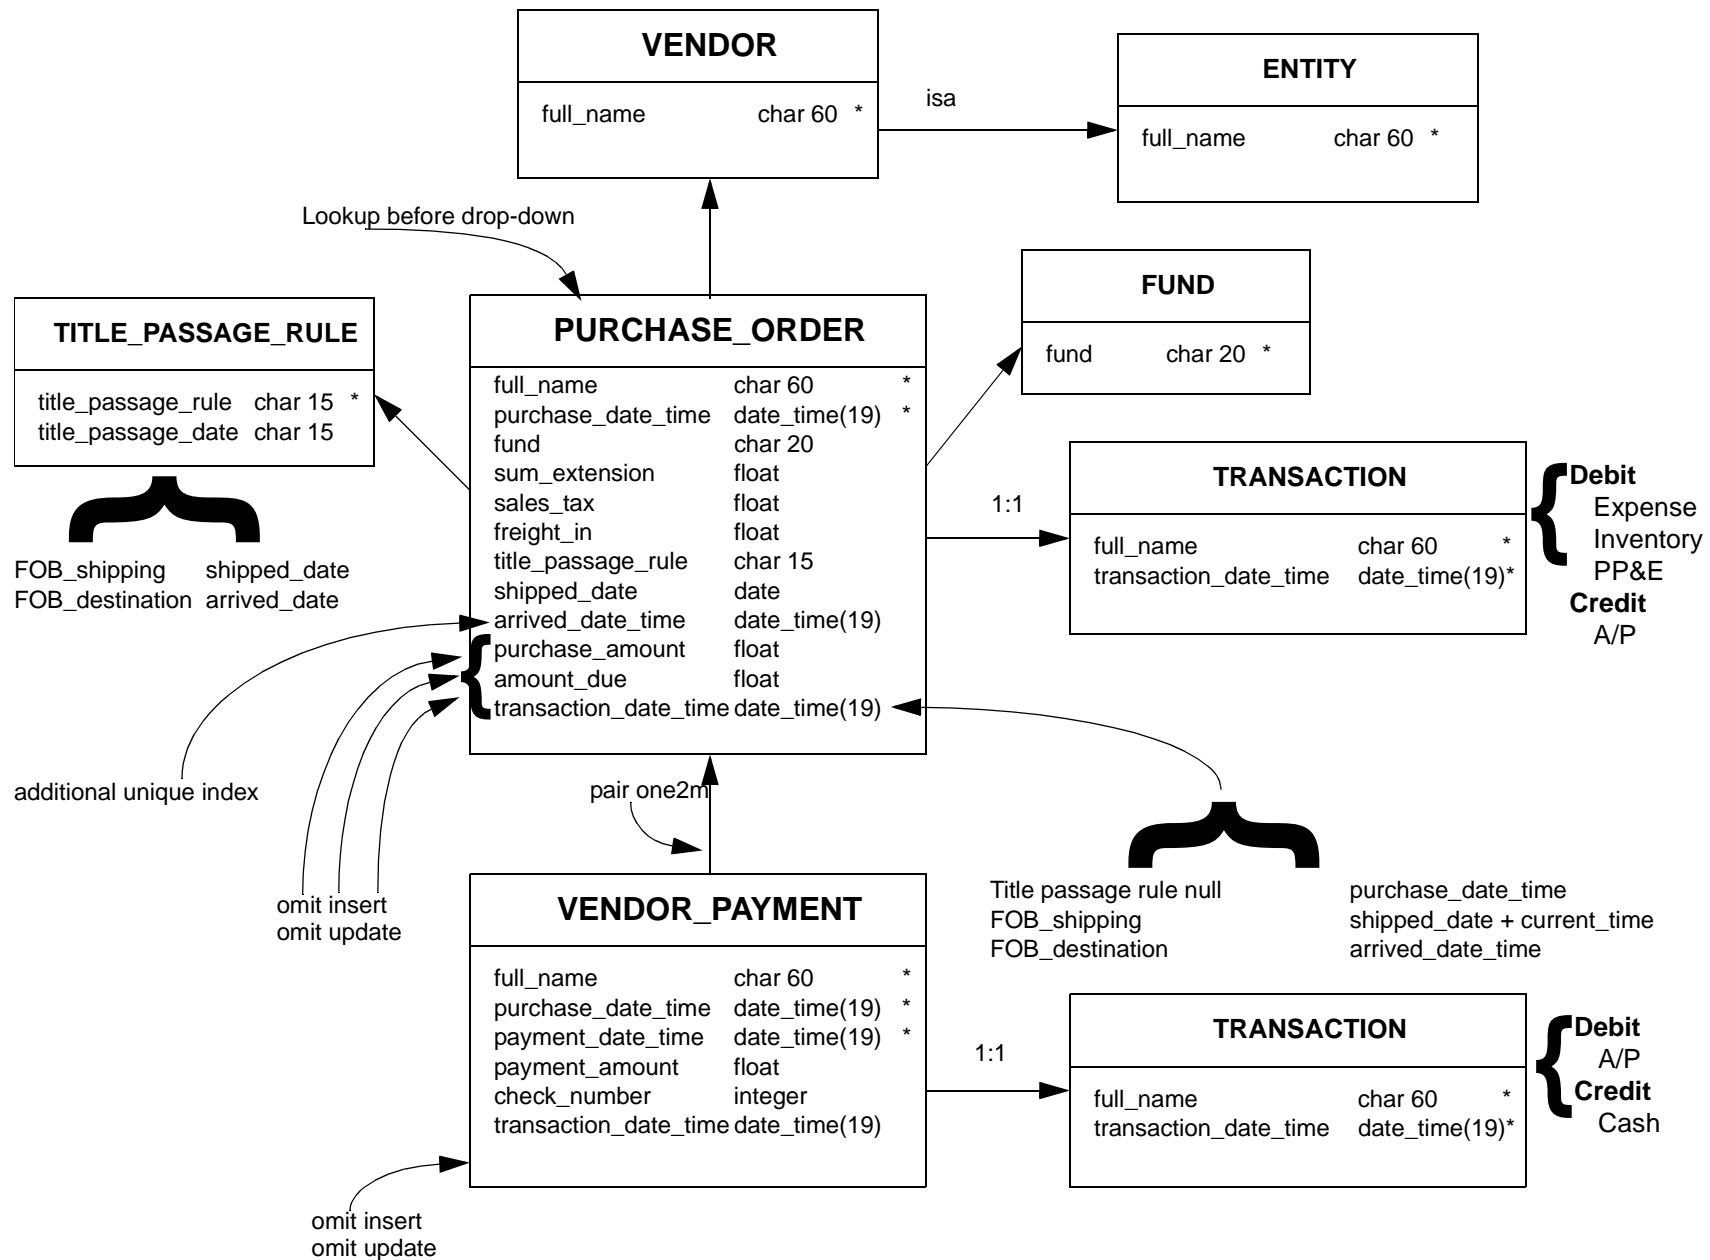 VENDOR
full_name char 60 *
isa
ENTITY
full_name char 60 *
Lookup before drop-down
FUND
fund char 20 *
TITLE_PASSAGE_RULE
title_passage_rule char 15 *
title_passage_date char 15
FOB_shipping shipped_date
FOB_destination arrived_date
PURCHASE_ORDER
full_name char 60 *
purchase_date_time date_time(19) *
fund char 20
sum_extension float
sales_tax float
freight_in float
title_passage_rule char 15
shipped_date date
arrived_date_time date_time(19)
purchase_amount float
amount_due float
transaction_date_time date_time(19)
1:1
TRANSACTION
full_name char 60 *
transaction_date_time date_time(19)*
Debit
Expense
Inventory
PP&E
Credit
A/P
additional unique index
pair one2m
omit insert
omit update
Title passage rule null purchase_date_time
FOB_shipping shipped_date + current_time
FOB_destination arrived_date_time
VENDOR_PAYMENT
full_name char 60 *
purchase_date_time date_time(19) *
payment_date_time date_time(19) *
payment_amount float
check_number integer
transaction_date_time date_time(19)
1:1
TRANSACTION
full_name char 60 *
transaction_date_time date_time(19)*
Debit
A/P
Credit
Cash
omit insert
omit update